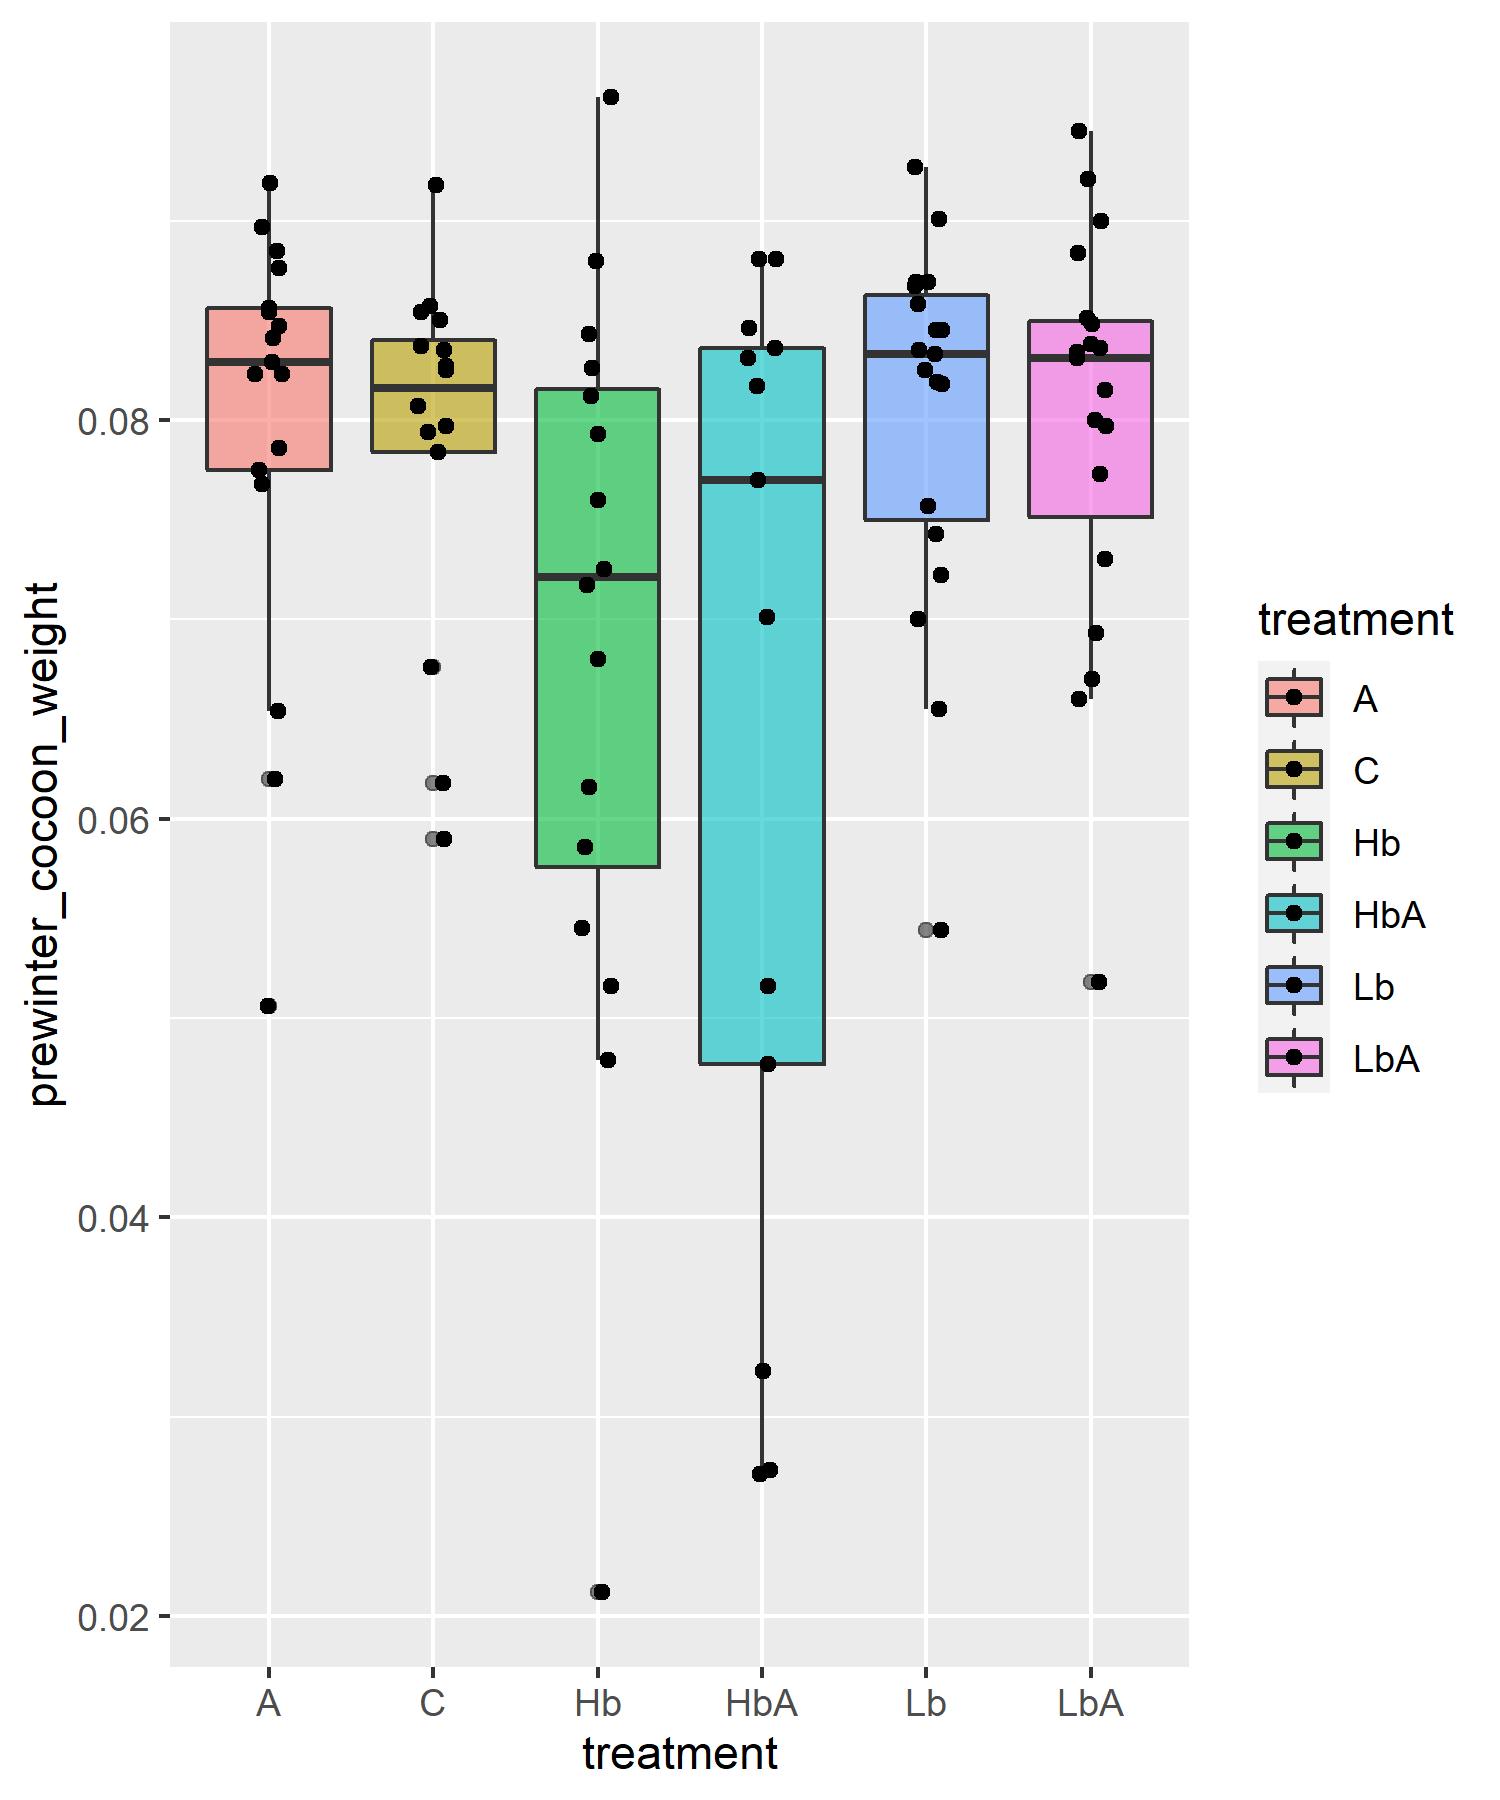 prewinter_cocoon_weight
0.08
0.06
0.04
0.02
A C Hb HbA Lb LbA
treatment
treatment
A
C
Hb
HbA
Lb
LbA